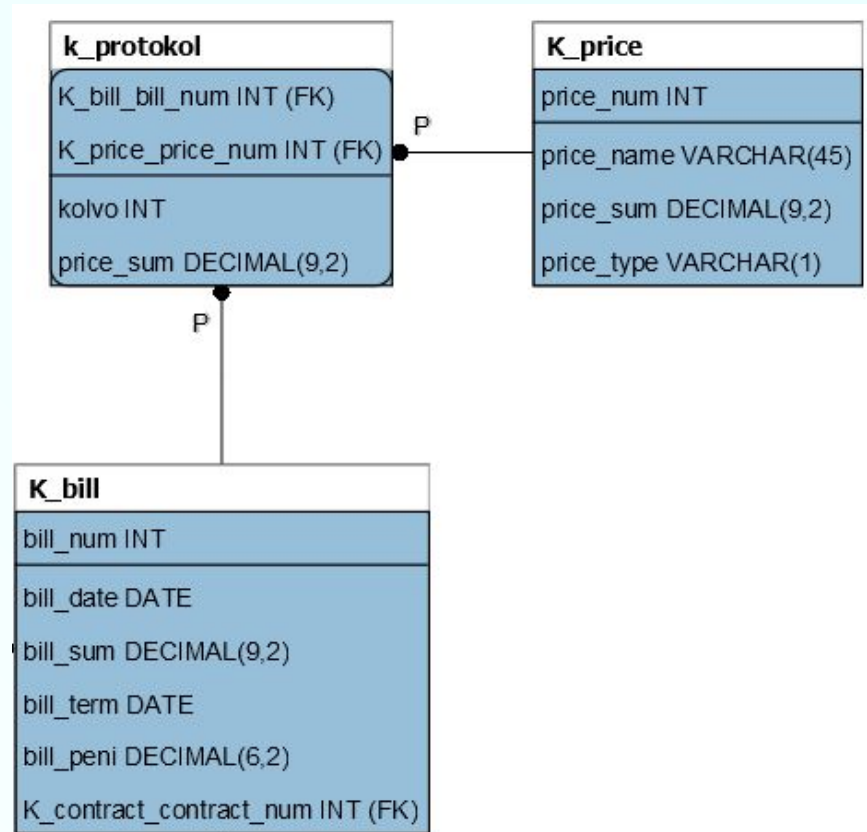 k_protokol
K_bill_bill_num INT (FK)
K_price_price_num INT (FK)
kolvo INT
price_sum DECIMAL(9,2)
P
K_price
price_num INT
price_name VARCHAR(45)
price_sum DECIMAL(9,2)
price_type VARCHAR(1)
P
K_bill
bill_num INT
bill_date DATE
bill_sum DECIMAL(9,2)
bill_term DATE
bill_peni DECIMAL(6,2)
K_contract_contract_num INT (FK)